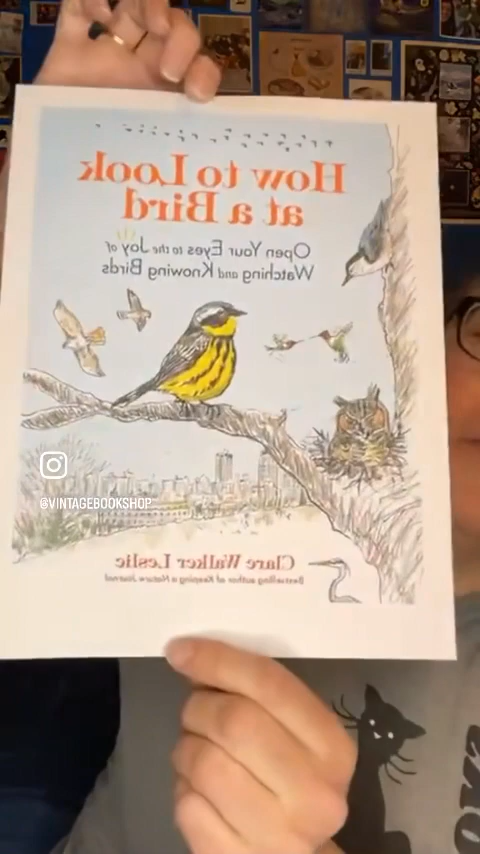 How to Look
at a Bird
Open Your Eyes to the Joy of
Watching and Knowing Birds
@VINTAGEBOOKSHOP
Clare Walker Leslie
Bestselling author of Keeping a Nature Journal